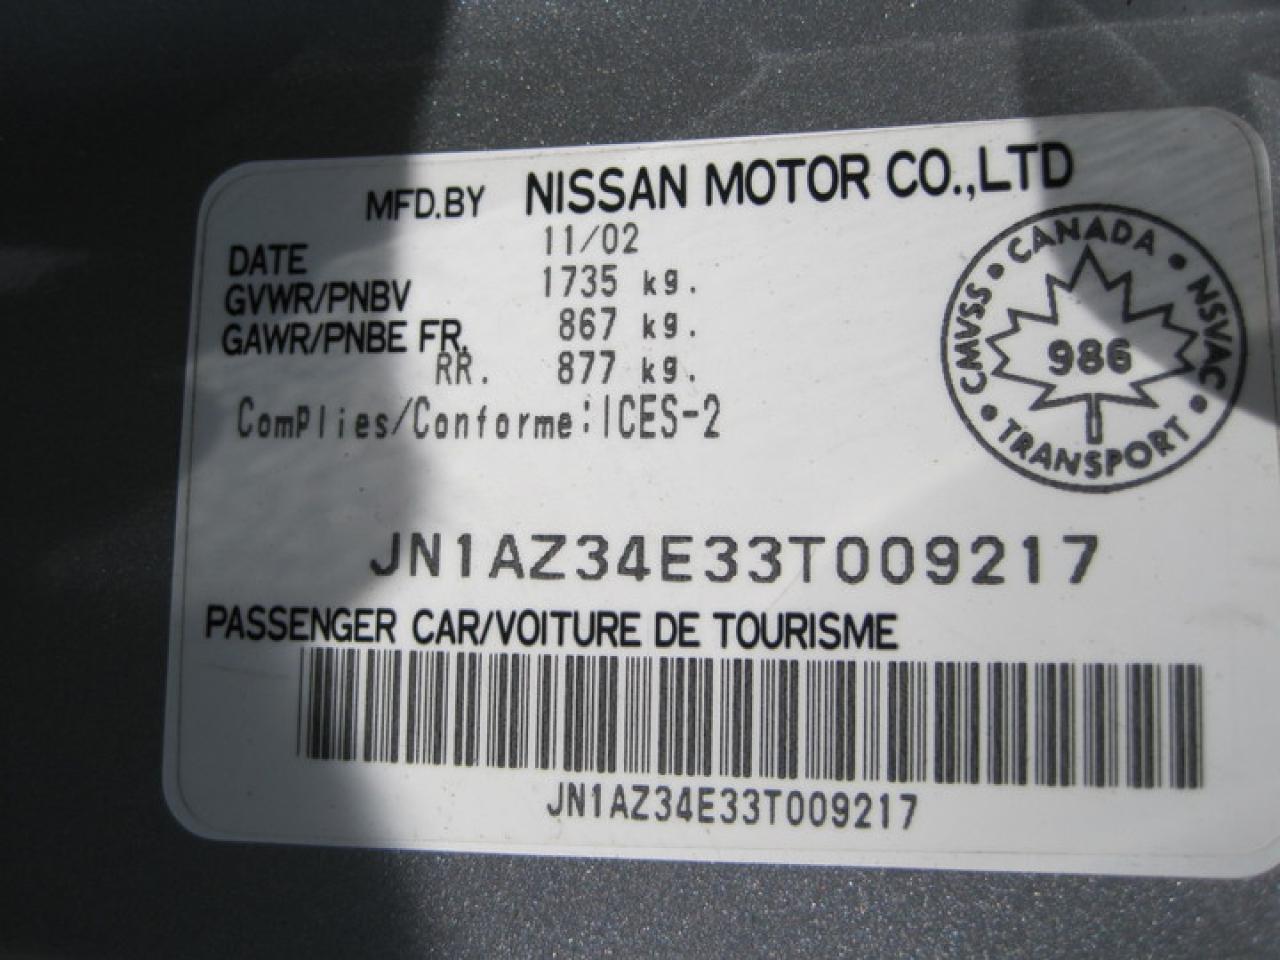 MFD.BY NISSAN MOTOR CO.,LTD
DATE 11/02
GVWR/PNBV 1735 kg.
GAWR/PNBE FR. 867 kg.
RR. 877 kg.
ComPlies/Conforme:ICES-2
CANADA • NSVAC • TRANSPORT • CMVSS •
986
JN1AZ34E33T009217
PASSENGER CAR/VOITURE DE TOURISME
JN1AZ34E33T009217